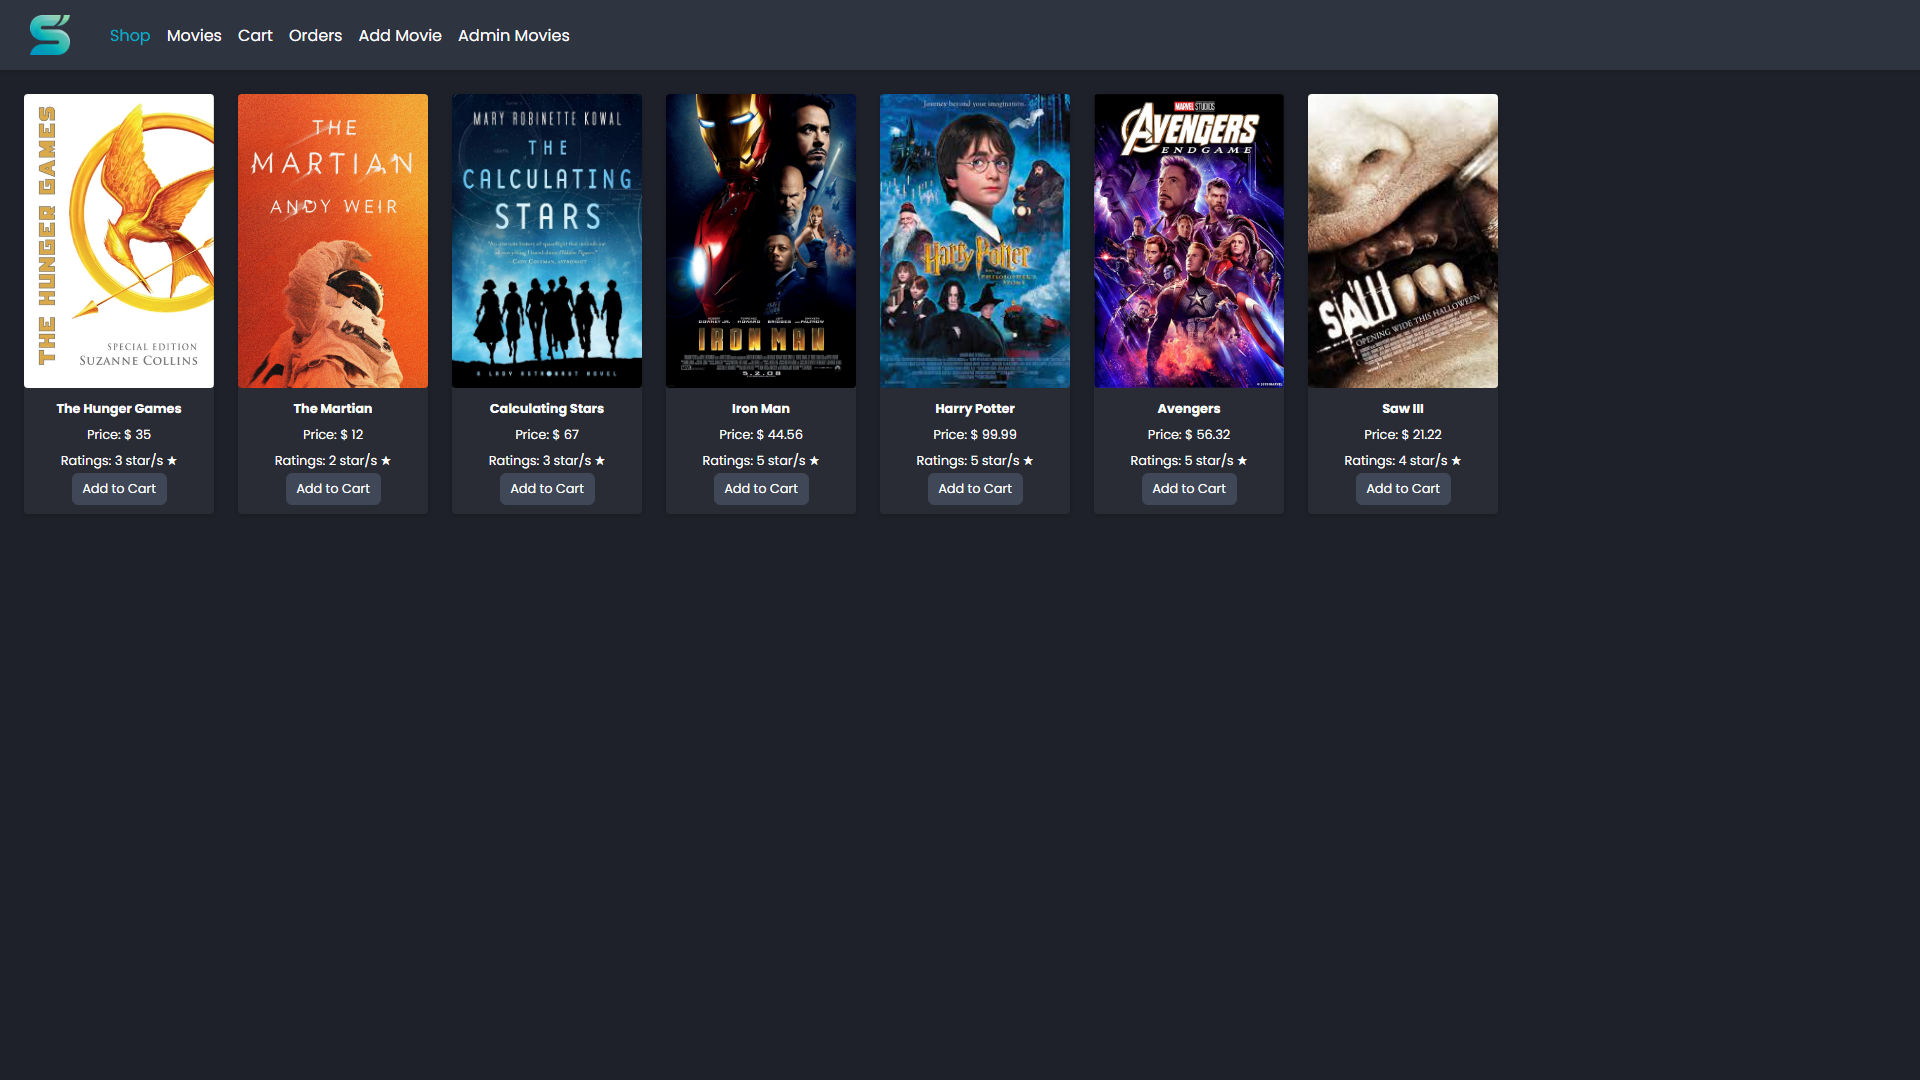 Shop Movies Cart Orders Add Movie Admin Movies
THE HUNGER GAMES
SPECIAL EDITION
SUZANNE COLLINS
The Hunger Games
Price: $ 35
Ratings: 3 star/s ★
Add to Cart
THE
MARTIAN
ANDY WEIR
The Martian
Price: $ 12
Ratings: 2 star/s ★
Add to Cart
MARY ROBINETTE KOWAL
THE
CALCULATING
STARS
A LADY ASTRONAUT NOVEL
Calculating Stars
Price: $ 67
Ratings: 3 star/s ★
Add to Cart
IRON MAN
5.2.08
Iron Man
Price: $ 44.56
Ratings: 5 star/s ★
Add to Cart
Journey beyond your imagination.
Harry Potter
Harry Potter
Price: $ 99.99
Ratings: 5 star/s ★
Add to Cart
MARVEL STUDIOS
AVENGERS
ENDGAME
Avengers
Price: $ 56.32
Ratings: 5 star/s ★
Add to Cart
SAW
OPENING WIDE THIS HALLOWEEN
Saw III
Price: $ 21.22
Ratings: 4 star/s ★
Add to Cart